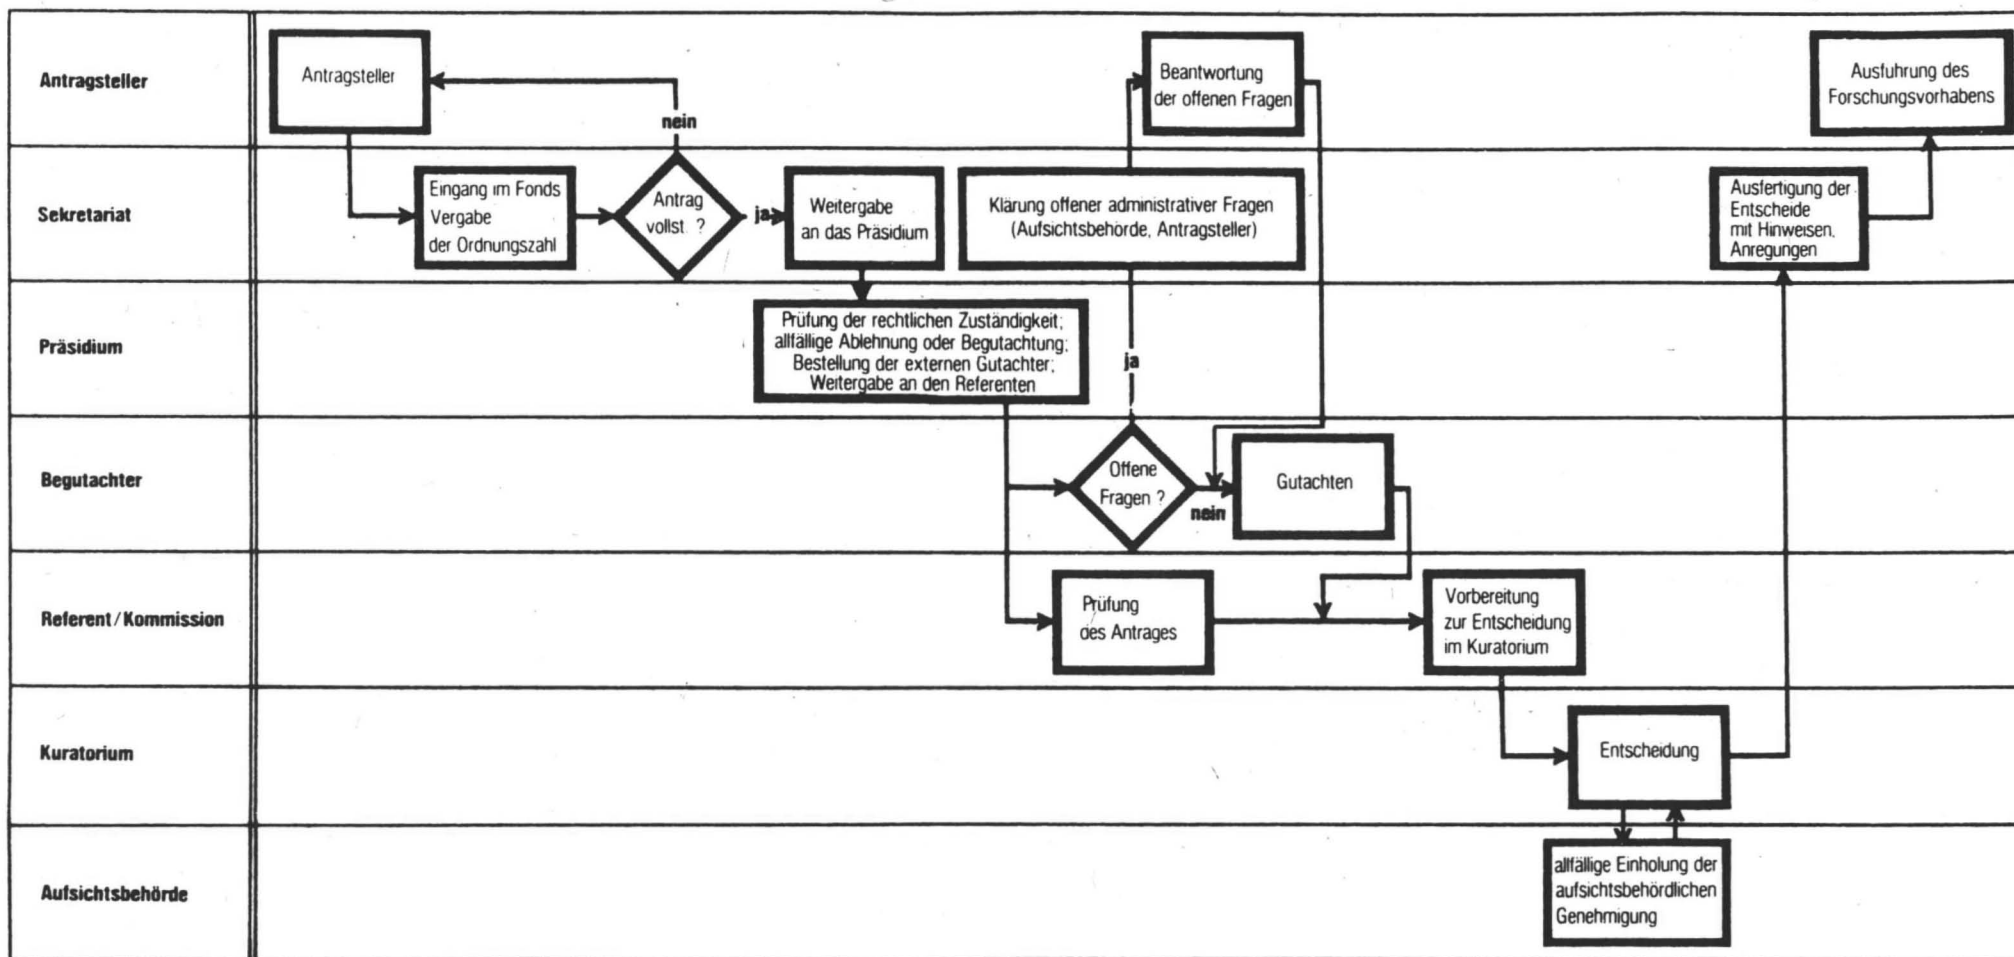 Antragsteller
Antragsteller
Beantwortung
der offenen Fragen
Ausfuhrung des
Forschungsvorhabens
nein
Sekretariat
Eingang im Fonds
Vergabe
der Ordnungszahl
Antrag
vollst. ?
ja
Weitergabe
an das Präsidium
Klärung offener administrativer Fragen
(Aufsichtsbehörde, Antragsteller)
Ausfertigung der
Entscheide
mit Hinweisen,
Anregungen
Präsidium
Prüfung der rechtlichen Zuständigkeit;
allfällige Ablehnung oder Begutachtung;
Bestellung der externen Gutachter;
Weitergabe an den Referenten
ja
Begutachter
Offene
Fragen ?
nein
Gutachten
Referent/Kommission
Prüfung
des Antrages
Vorbereitung
zur Entscheidung
im Kuratorium
Kuratorium
Entscheidung
Aufsichtsbehörde
allfällige Einholung der
aufsichtsbehördlichen
Genehmigung